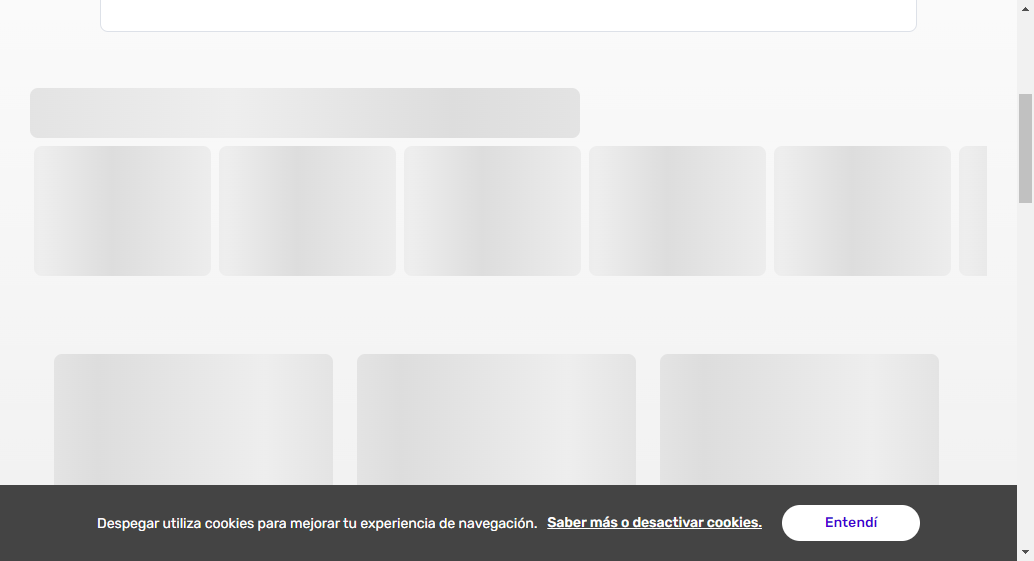 Despegar utiliza cookies para mejorar tu experiencia de navegación. Saber más o desactivar cookies. Entendí